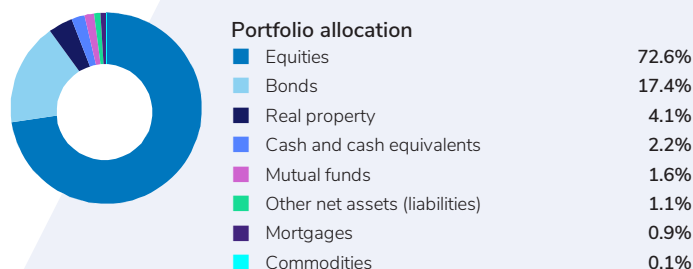 Portfolio allocation
Equities 72.6%
Bonds 17.4%
Real property 4.1%
Cash and cash equivalents 2.2%
Mutual funds 1.6%
Other net assets (liabilities) 1.1%
Mortgages 0.9%
Commodities 0.1%